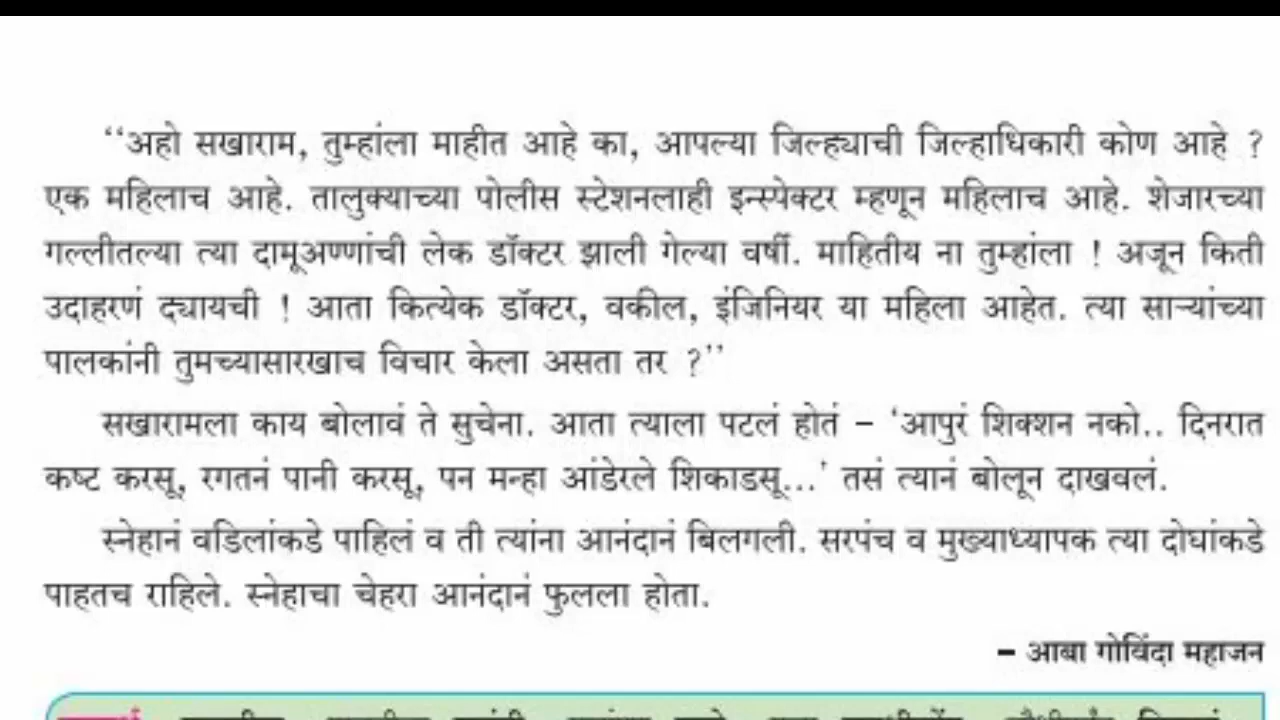 ‘‘अहो सखाराम, तुम्हांला माहीत आहे का, आपल्या जिल्ह्याची जिल्हाधिकारी कोण आहे ?
एक महिलाच आहे. तालुक्याच्या पोलीस स्टेशनलाही इन्स्पेक्टर म्हणून महिलाच आहे. शेजारच्या
गल्लीतल्या त्या दामूअण्णांची लेक डॉक्टर झाली गेल्या वर्षी. माहितीय ना तुम्हांला ! अजून किती
उदाहरणं द्यायची ! आता कित्येक डॉक्टर, वकील, इंजिनियर या महिला आहेत. त्या साऱ्यांच्या
पालकांनी तुमच्यासारखाच विचार केला असता तर ?’’
सखारामला काय बोलावं ते सुचेना. आता त्याला पटलं होतं – ‘आपुरं शिक्शन नको.. दिनरात
कष्ट करसू, रगतनं पानी करसू, पन मन्हा आंडेरले शिकाडसू...’ तसं त्यानं बोलून दाखवलं.
स्नेहानं वडिलांकडे पाहिलं व ती त्यांना आनंदानं बिलगली. सरपंच व मुख्याध्यापक त्या दोघांकडे
पाहतच राहिले. स्नेहाचा चेहरा आनंदानं फुलला होता.
– आबा गोविंदा महाजन